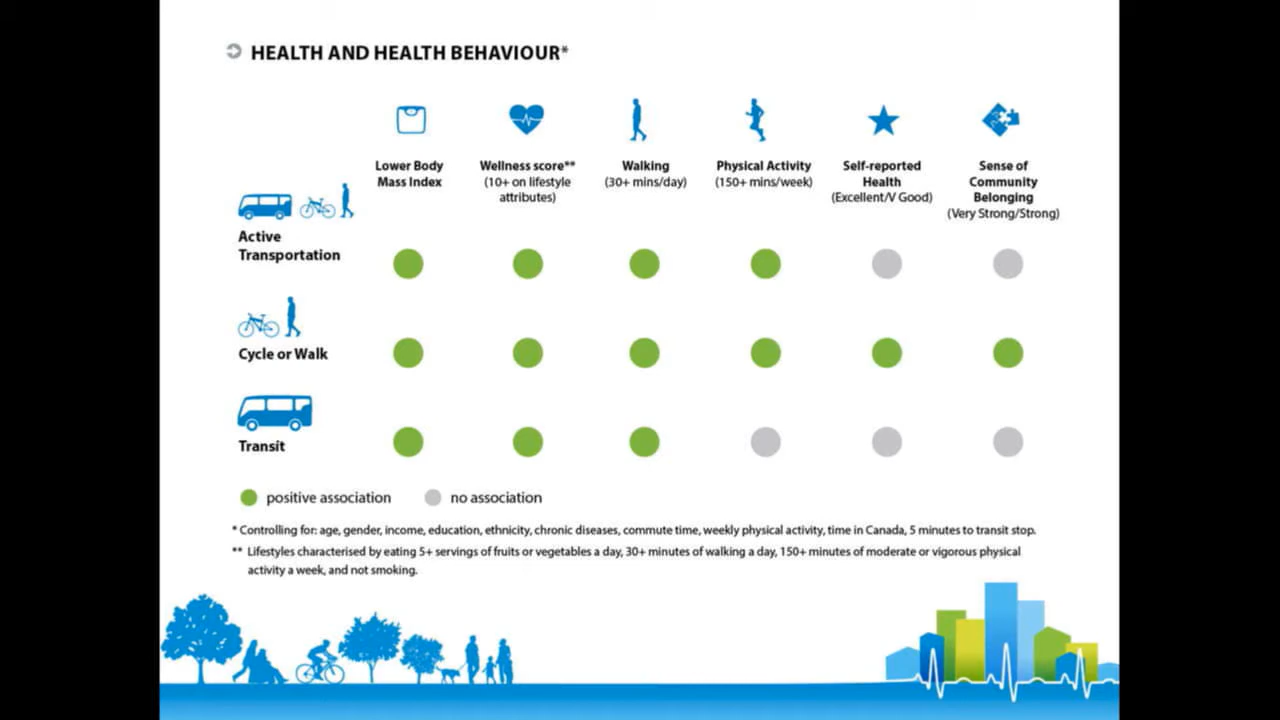 HEALTH AND HEALTH BEHAVIOUR*
Lower Body
Mass Index
Wellness score**
(10+ on lifestyle
attributes)
Walking
(30+ mins/day)
Physical Activity
(150+ mins/week)
Self-reported
Health
(Excellent/V Good)
Sense of
Community
Belonging
(Very Strong/Strong)
Active
Transportation
Cycle or Walk
Transit
positive association
no association
* Controlling for: age, gender, income, education, ethnicity, chronic diseases, commute time, weekly physical activity, time in Canada, 5 minutes to transit stop.
** Lifestyles characterised by eating 5+ servings of fruits or vegetables a day, 30+ minutes of walking a day, 150+ minutes of moderate or vigorous physical
activity a week, and not smoking.